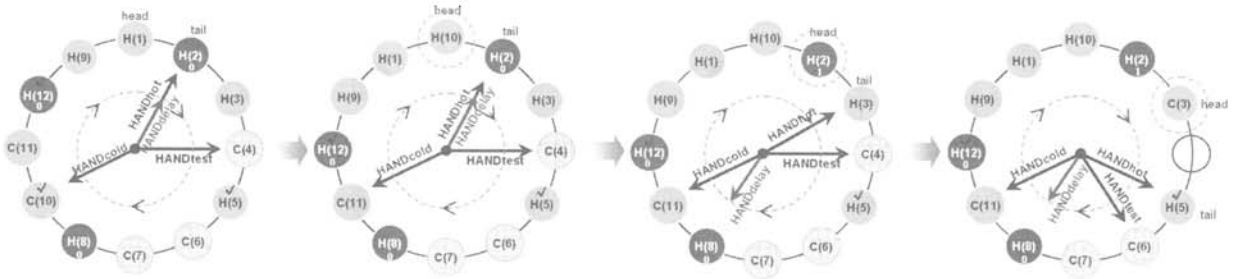 head
H(1)
tail
H(2)
0
H(9)
H(12)
0
HANDhot
HANDdelay
H(3)
C(11)
HANDcold
HANDtest
C(4)
C(10)
H(5)
H(8)
0
C(7)
C(6)
head
H(10)
tail
H(2)
0
H(1)
H(9)
HANDhot
HANDdelay
H(3)
H(12)
0
HANDcold
HANDtest
C(4)
C(11)
H(5)
H(8)
0
C(7)
C(6)
H(10)
head
H(2)
1
H(1)
tail
H(9)
HANDhot
H(3)
H(12)
0
HANDcold
HANDtest
C(4)
HANDdelay
C(11)
H(5)
H(8)
0
C(7)
C(6)
H(10)
H(2)
1
H(1)
H(9)
C(3)
head
H(12)
0
HANDcold
HANDhot
HANDdelay
HANDtest
C(11)
H(5)
tail
H(8)
0
C(7)
C(6)